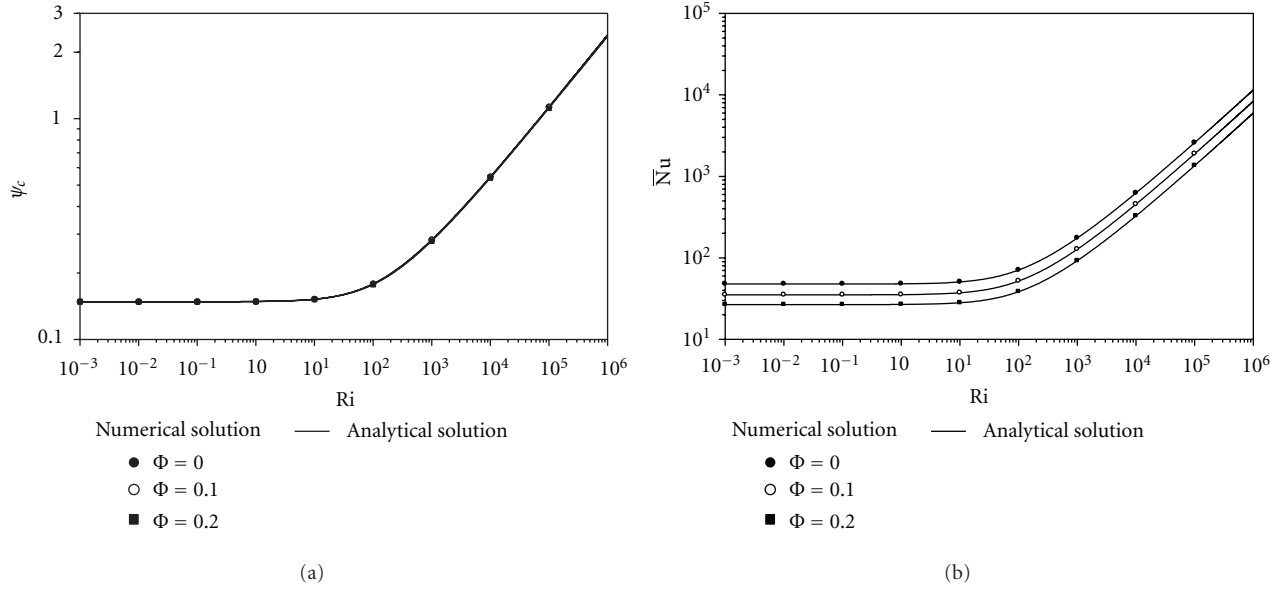 3
2
1
0.1
ψc
10−3 10−2 10−1 10 101 102 103 104 105 106
Ri
Numerical solution — Analytical solution
Φ = 0
Φ = 0.1
Φ = 0.2
(a)
105
104
103
102
101
N̅u
10−3 10−2 10−1 10 101 102 103 104 105 106
Ri
Numerical solution — Analytical solution
Φ = 0
Φ = 0.1
Φ = 0.2
(b)